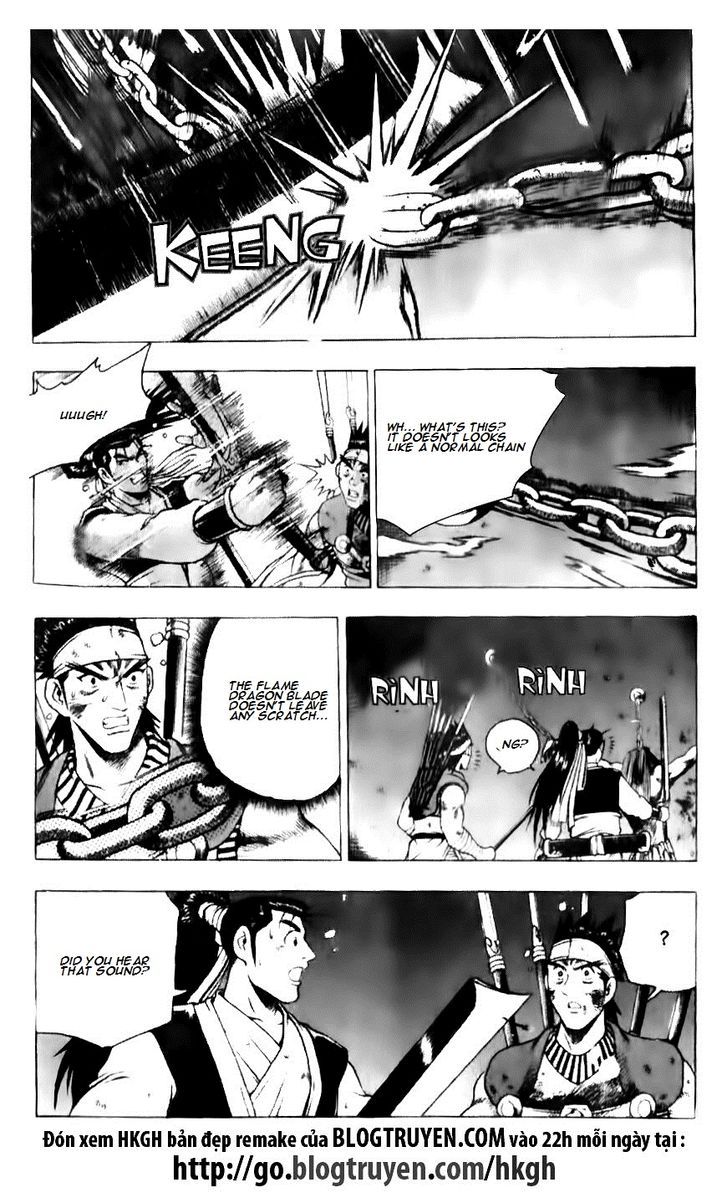 KEENG
UUUGH!
WH... WHAT'S THIS?
IT DOESN'T LOOKS
LIKE A NORMAL CHAIN
THE FLAME
DRAGON BLADE
DOESN'T LEAVE
ANY SCRATCH...
RÌNH
RÌNH
..NG?
DID YOU HEAR
THAT SOUND?
?
Đón xem HKGH bản đẹp remake của BLOGTRUYEN.COM vào 22h mỗi ngày tại :
http://go.blogtruyen.com/hkgh